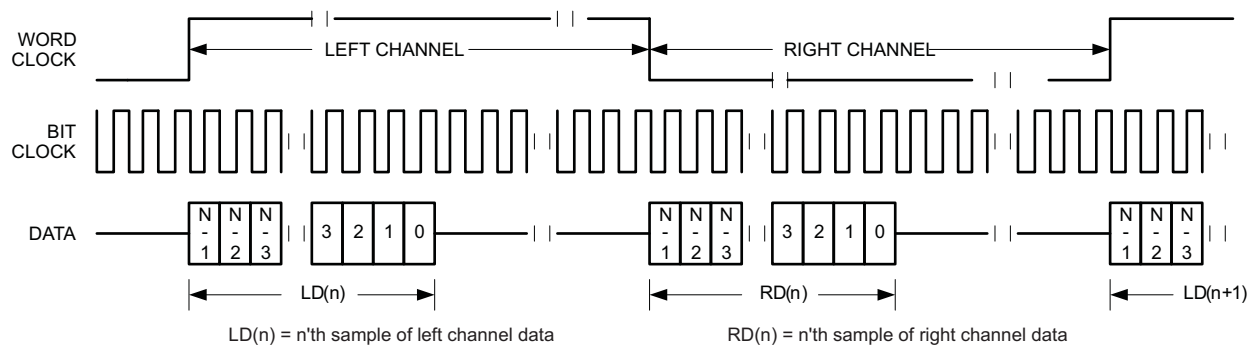 WORD
CLOCK
LEFT CHANNEL
RIGHT CHANNEL
BIT
CLOCK
DATA
N-1 N-2 N-3 3 2 1 0 N-1 N-2 N-3 3 2 1 0 N-1 N-2 N-3
LD(n) RD(n) LD(n+1)
LD(n) = n'th sample of left channel data
RD(n) = n'th sample of right channel data